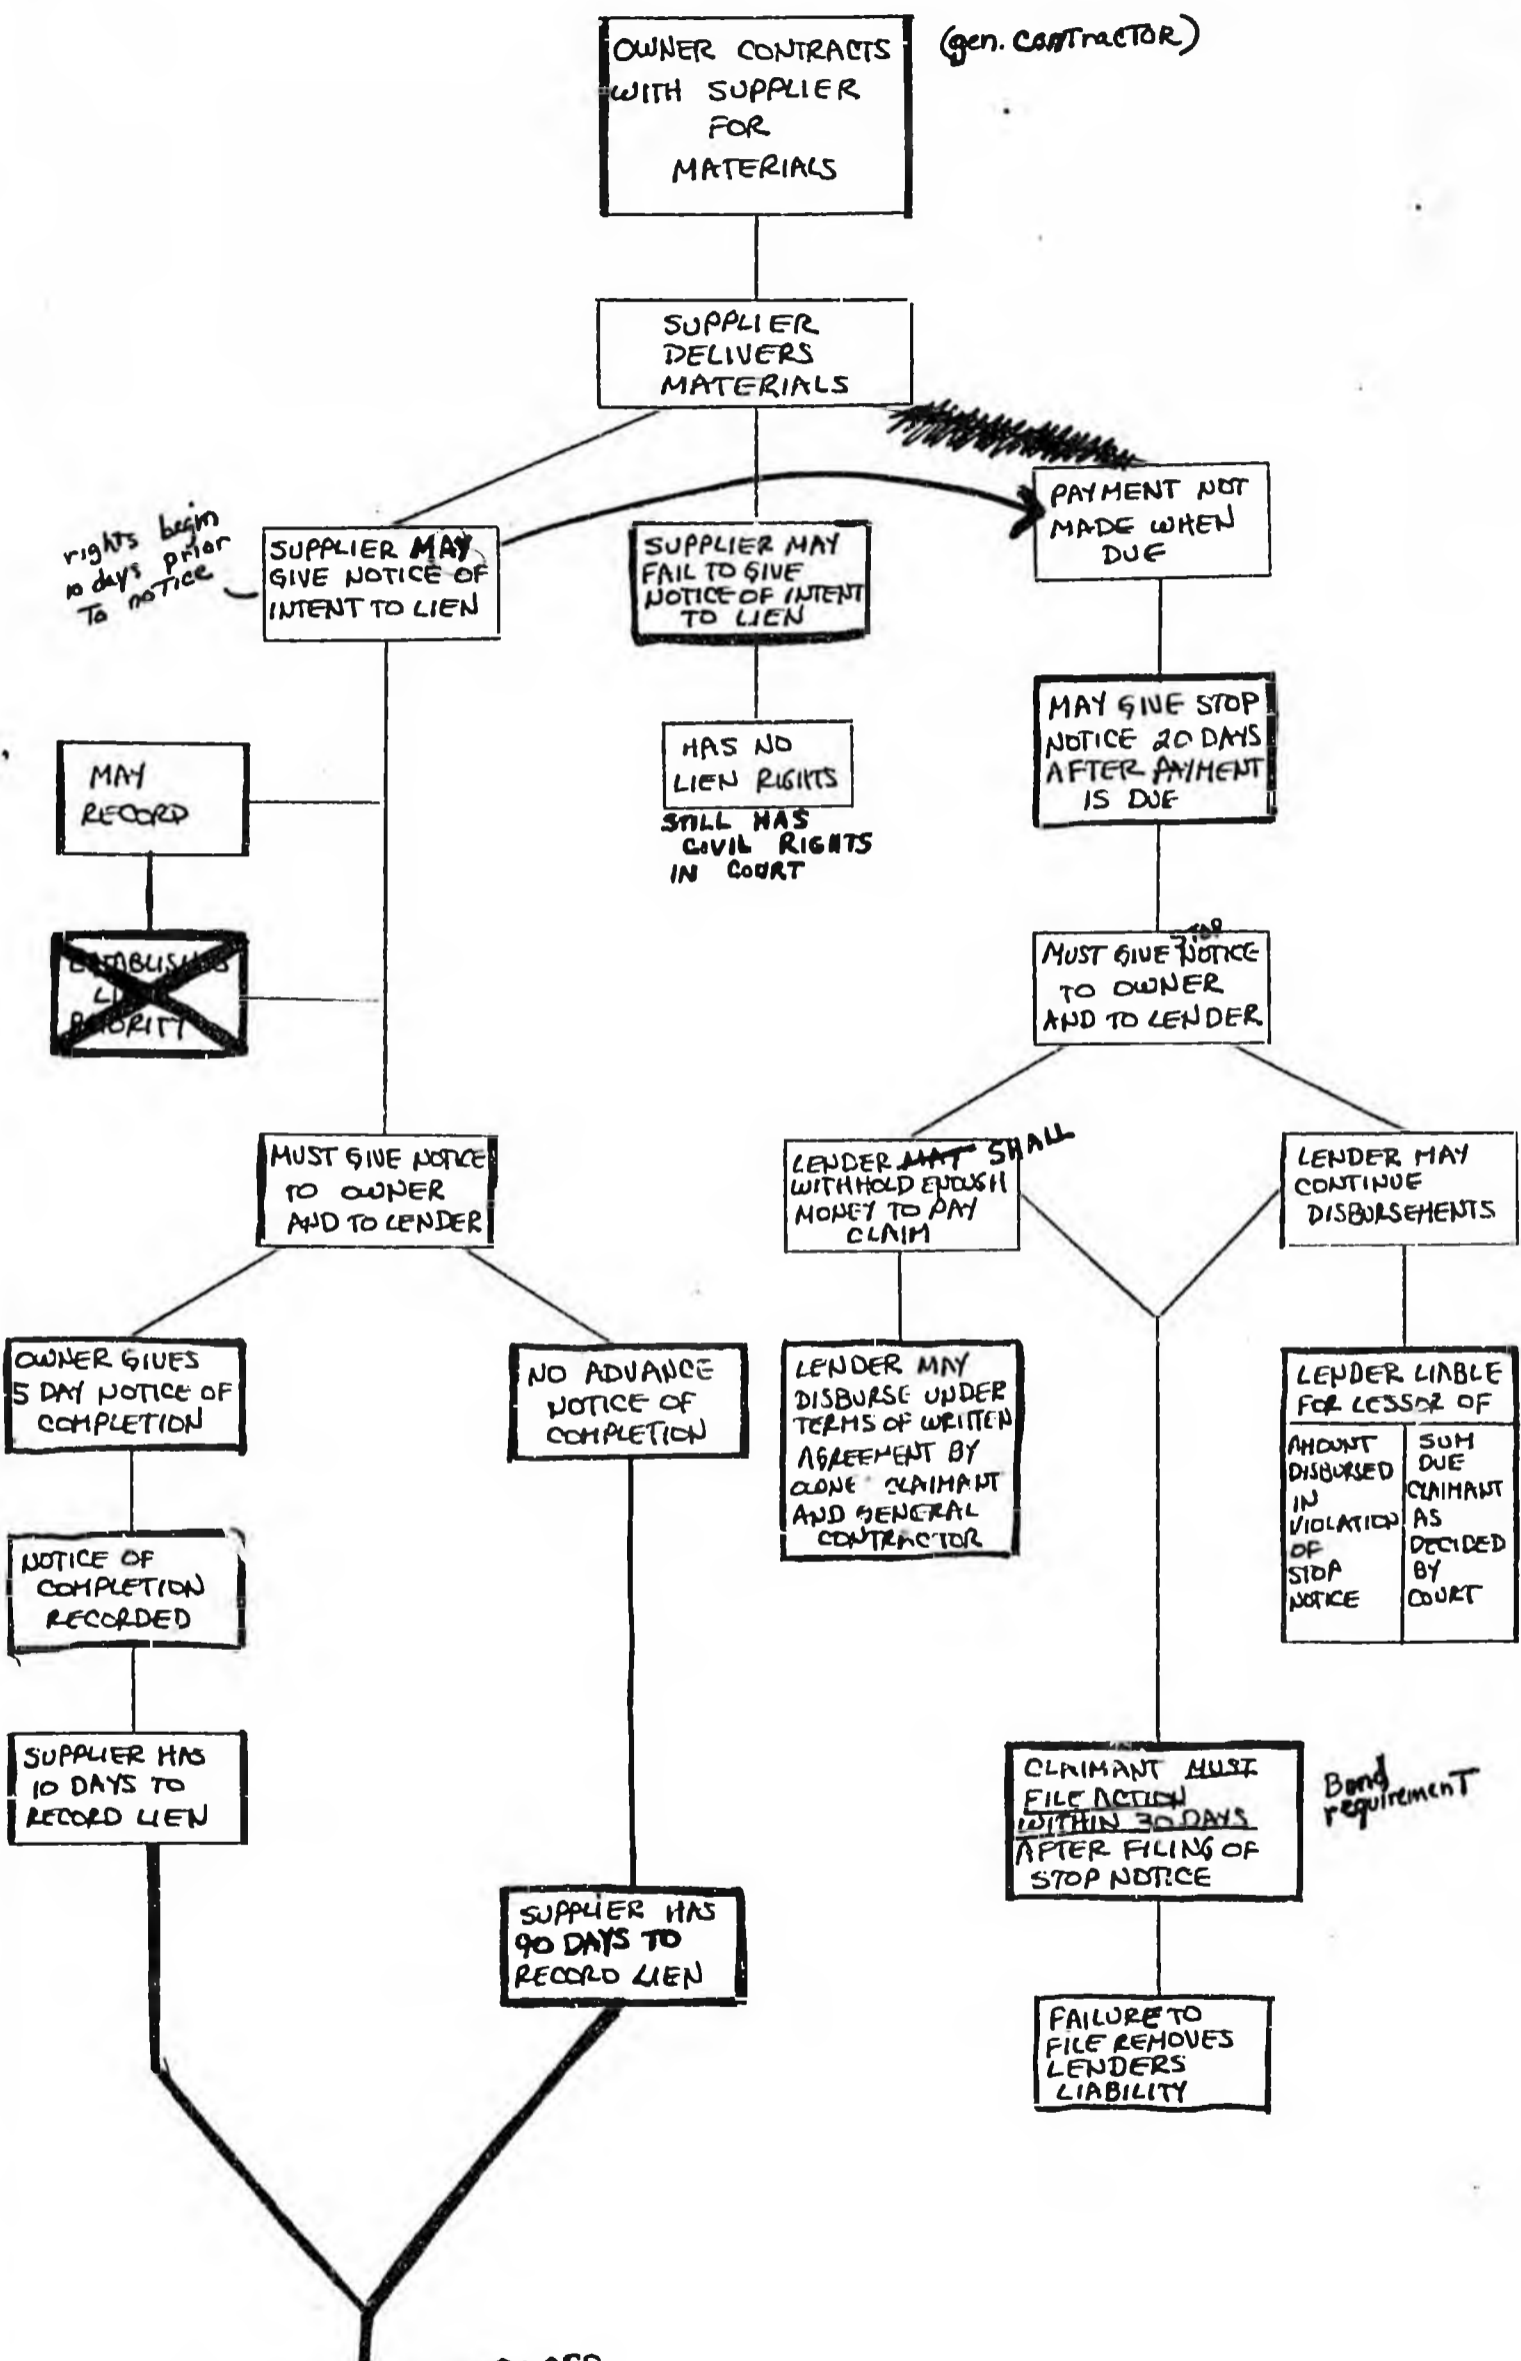 OWNER CONTRACTS
WITH SUPPLIER
FOR
MATERIALS
(gen. CONTracTOR)
SUPPLIER
DELIVERS
MATERIALS
rights begin
10 days prior
To notice
SUPPLIER MAY
GIVE NOTICE OF
INTENT TO LIEN
SUPPLIER MAY
FAIL TO GIVE
NOTICE OF INTENT
TO LIEN
PAYMENT NOT
MADE WHEN
DUE
MAY
RECORD
HAS NO
LIEN RIGHTS
STILL HAS
CIVIL RIGHTS
IN COURT
MAY GIVE STOP
NOTICE 20 DAYS
AFTER PAYMENT
IS DUE
ESTABLISHES
LIEN
PRIORITY
MUST GIVE STOP NOTICE
TO OWNER
AND TO LENDER
MUST GIVE NOTICE
TO OWNER
AND TO LENDER
LENDER MAY SHALL
WITHHOLD ENOUGH
MONEY TO PAY
CLAIM
LENDER MAY
CONTINUE
DISBURSEMENTS
OWNER GIVES
5 DAY NOTICE OF
COMPLETION
NO ADVANCE
NOTICE OF
COMPLETION
LENDER MAY
DISBURSE UNDER
TERMS OF WRITTEN
AGREEMENT BY
CLAIMANT
AND GENERAL
CONTRACTOR
LENDER LIABLE
FOR LESSOR OF
AMOUNT
DISBURSED
IN
VIOLATION
OF
STOP
NOTICE
SUM
DUE
CLAIMANT
AS
DECIDED
BY
COURT
NOTICE OF
COMPLETION
RECORDED
SUPPLIER HAS
10 DAYS TO
RECORD LIEN
CLAIMANT MUST
FILE ACTION
WITHIN 30 DAYS
AFTER FILING OF
STOP NOTICE
Bond
requiremenT
SUPPLIER HAS
90 DAYS TO
RECORD LIEN
FAILURE TO
FILE REMOVES
LENDERS
LIABILITY